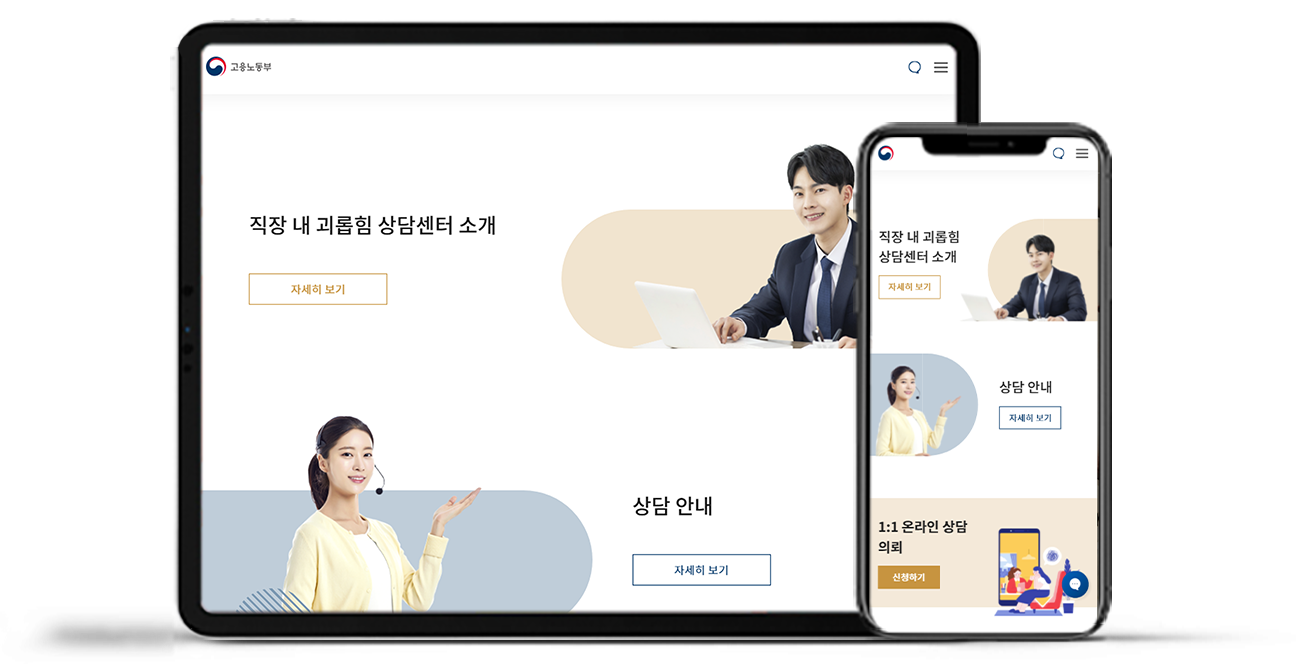 고용노동부
직장 내 괴롭힘 상담센터 소개
자세히 보기
상담 안내
자세히 보기
직장 내 괴롭힘
상담센터 소개
자세히 보기
상담 안내
자세히 보기
1:1 온라인 상담
의뢰
신청하기